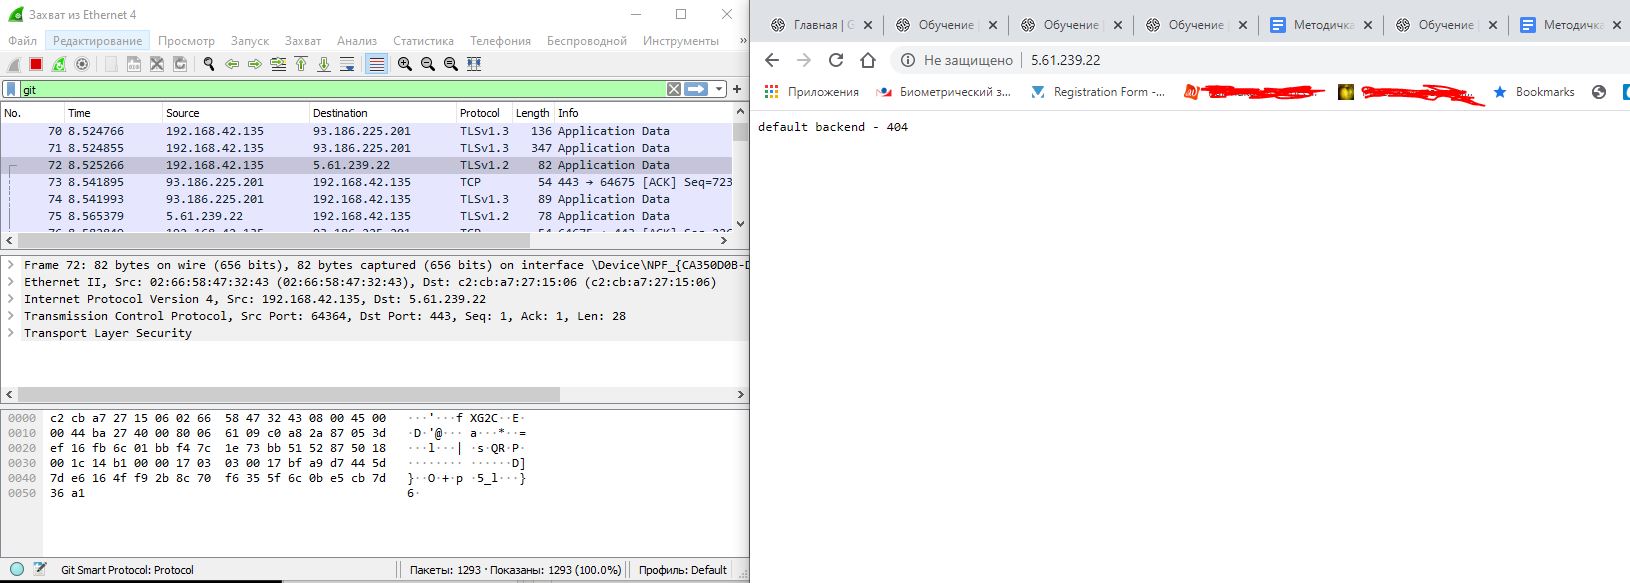 Захват из Ethernet 4
Файл Редактирование Просмотр Запуск Захват Анализ Статистика Телефония Беспроводной Инструменты »
git
No. Time Source Destination Protocol Length Info
70 8.524766 192.168.42.135 93.186.225.201 TLSv1.3 136 Application Data
71 8.524855 192.168.42.135 93.186.225.201 TLSv1.3 347 Application Data
72 8.525266 192.168.42.135 5.61.239.22 TLSv1.2 82 Application Data
73 8.541895 93.186.225.201 192.168.42.135 TCP 54 443 → 64675 [ACK] Seq=723
74 8.541993 93.186.225.201 192.168.42.135 TLSv1.3 89 Application Data
75 8.565379 5.61.239.22 192.168.42.135 TLSv1.2 78 Application Data
Frame 72: 82 bytes on wire (656 bits), 82 bytes captured (656 bits) on interface \Device\NPF_{CA350D0B-D
Ethernet II, Src: 02:66:58:47:32:43 (02:66:58:47:32:43), Dst: c2:cb:a7:27:15:06 (c2:cb:a7:27:15:06)
Internet Protocol Version 4, Src: 192.168.42.135, Dst: 5.61.239.22
Transmission Control Protocol, Src Port: 64364, Dst Port: 443, Seq: 1, Ack: 1, Len: 28
Transport Layer Security
0000 c2 cb a7 27 15 06 02 66 58 47 32 43 08 00 45 00 ···'···f XG2C··E·
0010 00 44 ba 27 40 00 80 06 61 09 c0 a8 2a 87 05 3d ·D·'@··· a···*··=
0020 ef 16 fb 6c 01 bb f4 7c 1e 73 bb 51 52 87 50 18 ···l···| ·s·QR·P·
0030 00 1c 14 b1 00 00 17 03 03 00 17 bf a9 d7 44 5d ········ ······D]
0040 7d e6 16 4f f9 2b 8c 70 f6 35 5f 6c 0b e5 cb 7d }··O·+·p ·5_l···}
0050 36 a1 6·
Git Smart Protocol: Protocol Пакеты: 1293 · Показаны: 1293 (100.0%) Профиль: Default
Главная | G Обучение | Обучение | Обучение | Методичка Обучение | Методичка
Не защищено 5.61.239.22
Приложения Биометрический з... Registration Form -... Bookmarks
default backend - 404